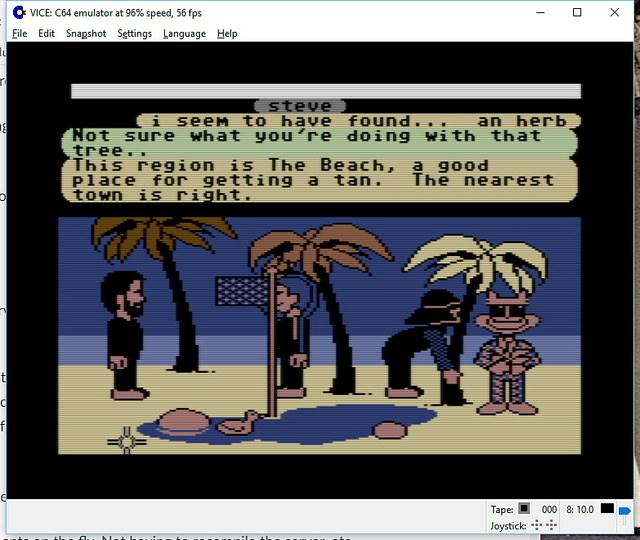 VICE: C64 emulator at 96% speed, 56 fps
File Edit Snapshot Settings Language Help
steve
i seem to have found... an herb
Not sure what you're doing with that
tree..
This region is The Beach, a good
place for getting a tan. The nearest
town is right.
Tape: 000 8: 10.0
Joystick: